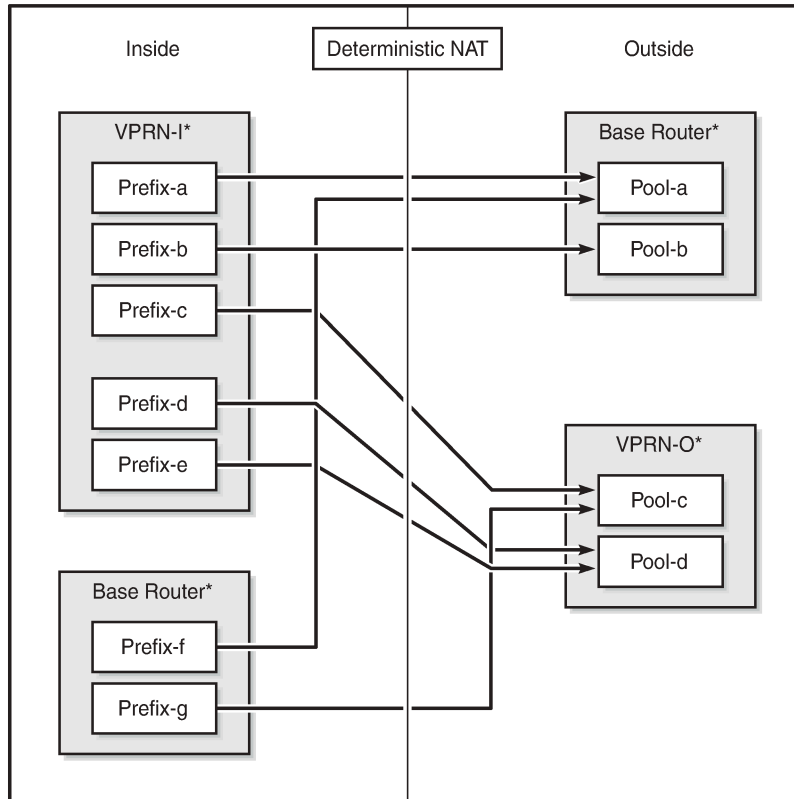 Inside
Deterministic NAT
Outside
VPRN-I*
Prefix-a
Prefix-b
Prefix-c
Prefix-d
Prefix-e
Base Router*
Prefix-f
Prefix-g
Base Router*
Pool-a
Pool-b
VPRN-O*
Pool-c
Pool-d